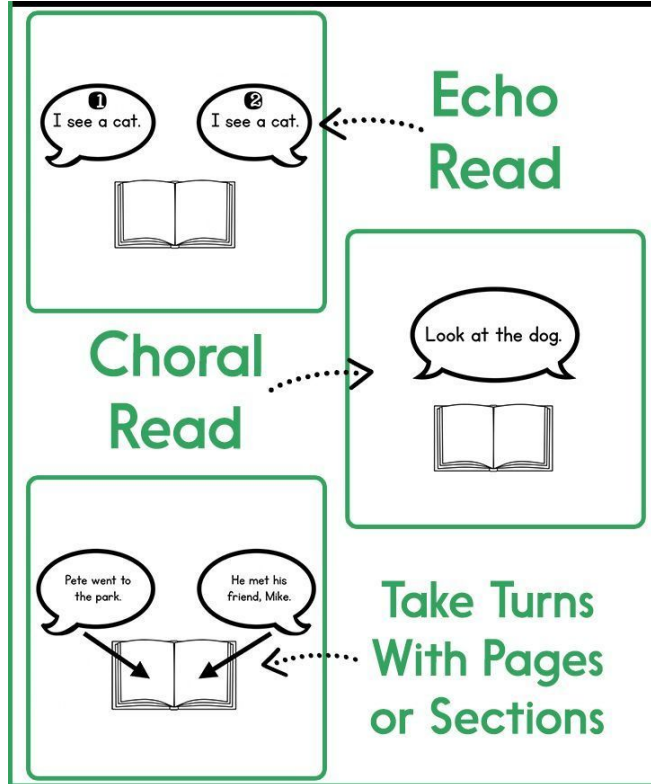 1 2
I see a cat. I see a cat.
Echo
Read
Look at the dog.
Choral
Read
Pete went to
the park.
He met his
friend, Mike.
Take Turns
With Pages
or Sections